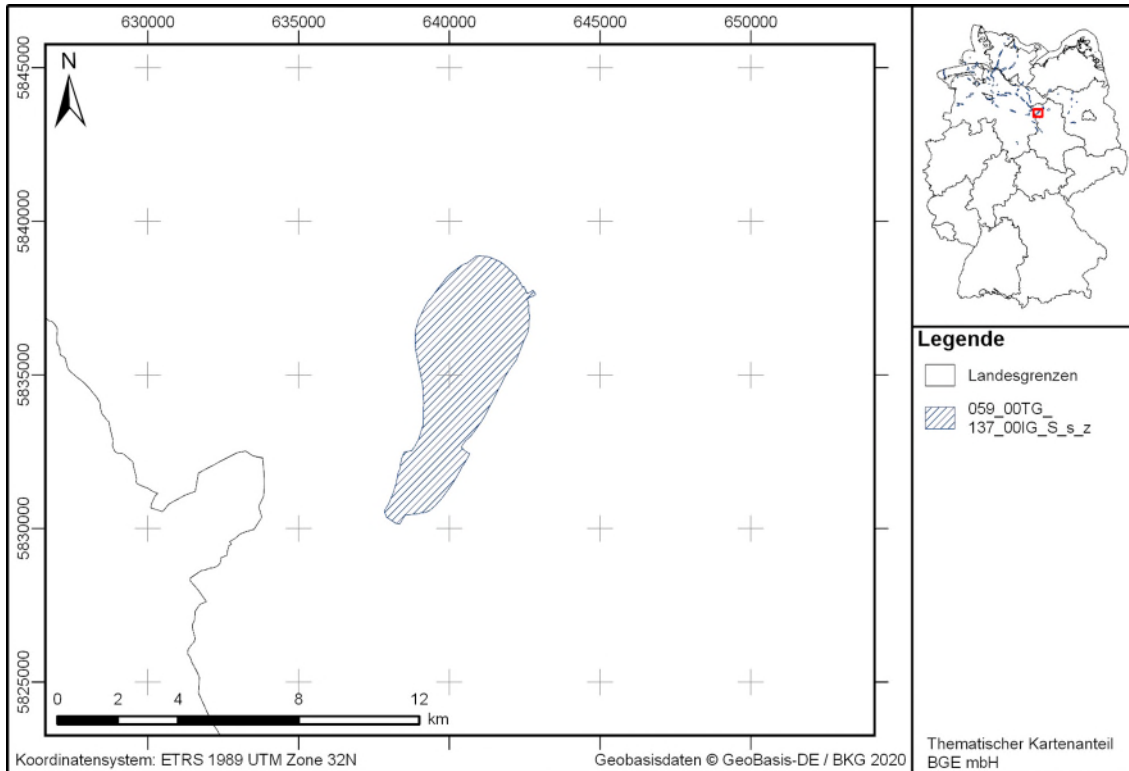 630000 635000 640000 645000 650000
5845000
5840000
5835000
5830000
5825000
N
0 2 4 8 12
km
Koordinatensystem: ETRS 1989 UTM Zone 32N
Geobasisdaten © GeoBasis-DE / BKG 2020
Legende
Landesgrenzen
059_00TG_
137_00IG_S_s_z
Thematischer Kartenanteil
BGE mbH